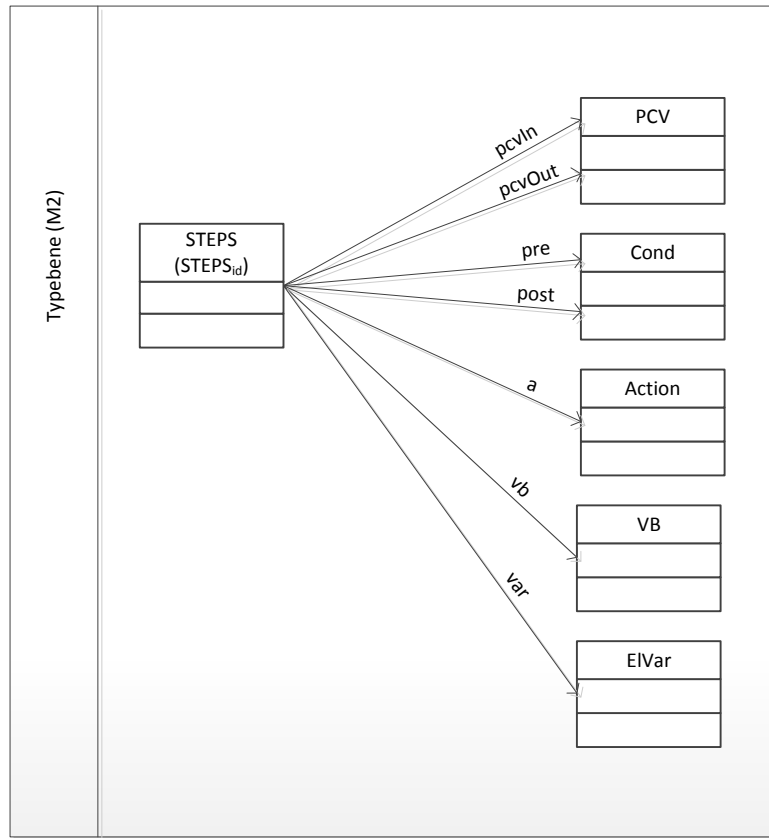 Typebene (M2)
STEPS
(STEPSid)
pcvIn
pcvOut
pre
post
a
vb
var
PCV
Cond
Action
VB
ElVar